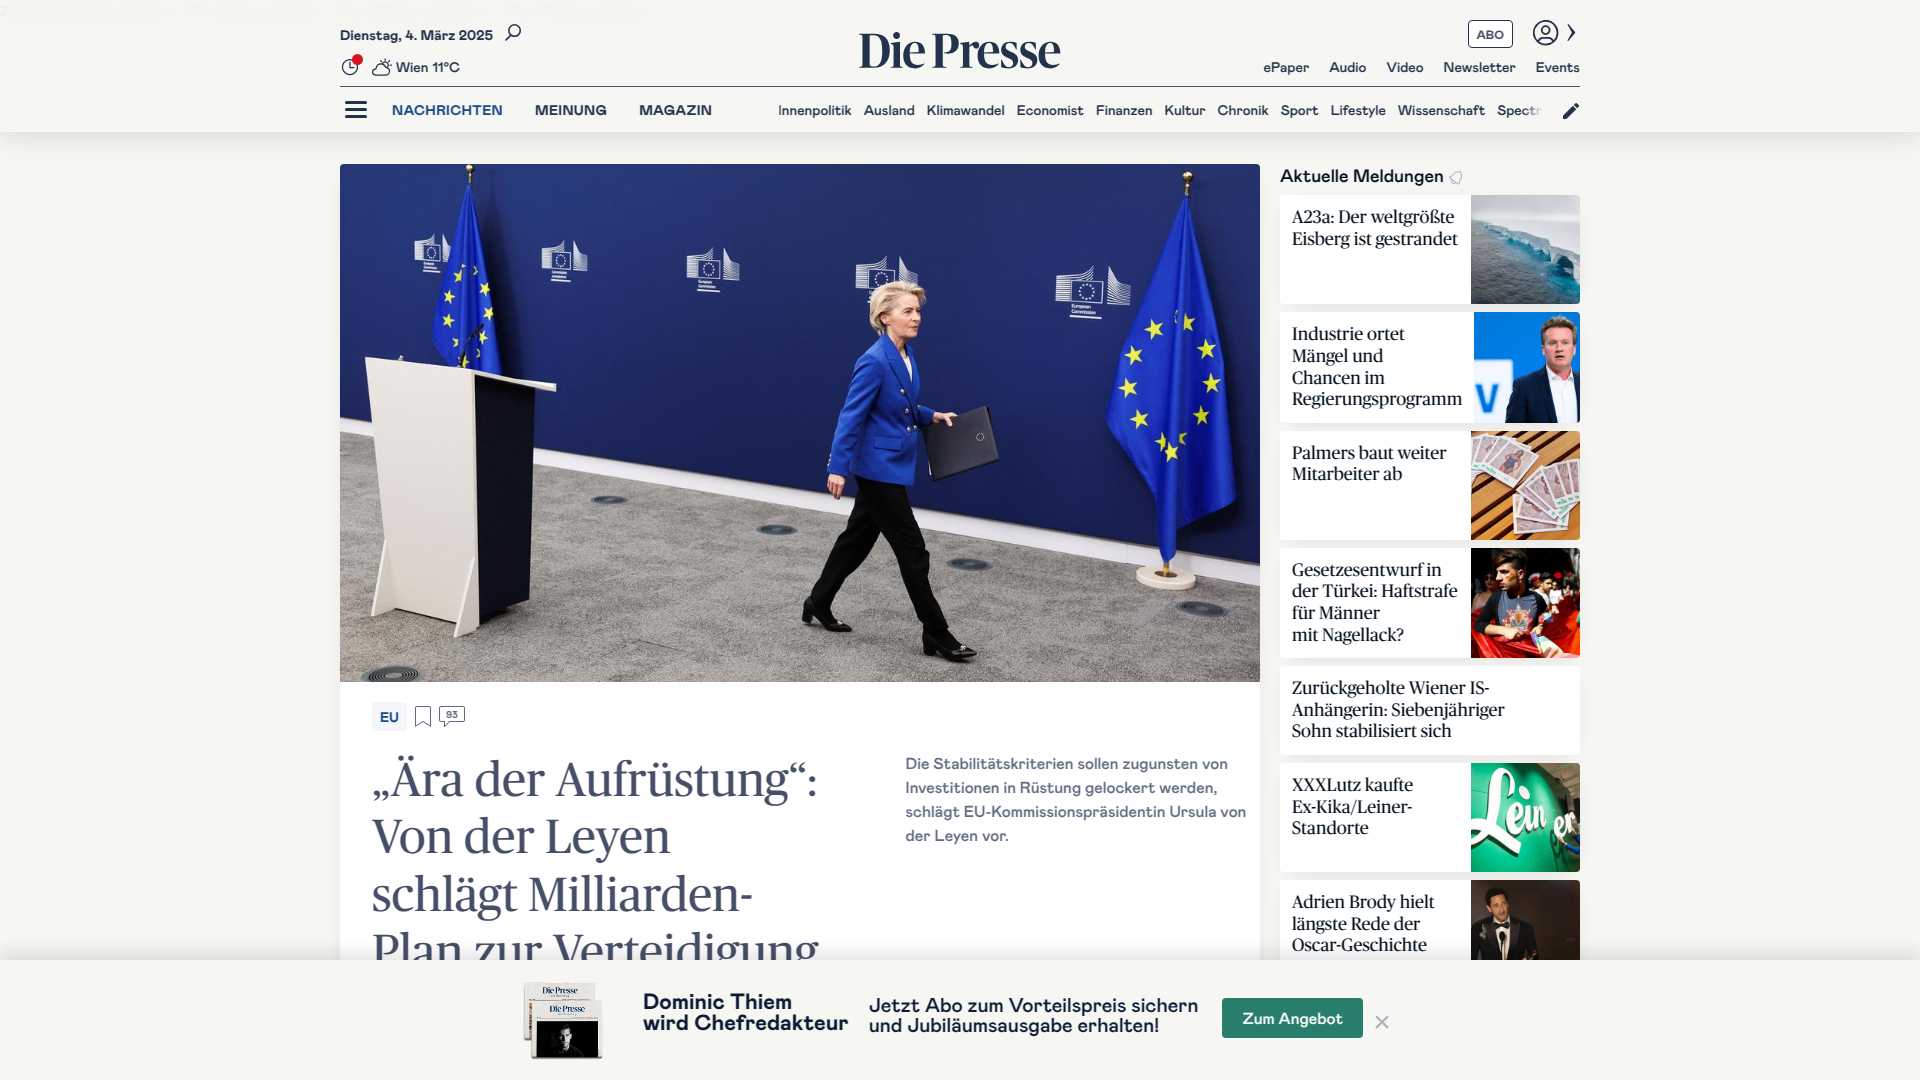 Dienstag, 4. März 2025
Die Presse
ABO
Wien 11°C
ePaper Audio Video Newsletter Events
NACHRICHTEN MEINUNG MAGAZIN
Innenpolitik Ausland Klimawandel Economist Finanzen Kultur Chronik Sport Lifestyle Wissenschaft Spectr
EU
93
„Ära der Aufrüstung“:
Von der Leyen
schlägt Milliarden-
Plan zur Verteidigung
Die Stabilitätskriterien sollen zugunsten von
Investitionen in Rüstung gelockert werden,
schlägt EU-Kommissionspräsidentin Ursula von
der Leyen vor.
Aktuelle Meldungen
A23a: Der weltgrößte
Eisberg ist gestrandet
Industrie ortet
Mängel und
Chancen im
Regierungsprogramm
V
Palmers baut weiter
Mitarbeiter ab
Gesetzesentwurf in
der Türkei: Haftstrafe
für Männer
mit Nagellack?
Zurückgeholte Wiener IS-
Anhängerin: Siebenjähriger
Sohn stabilisiert sich
XXXLutz kaufte
Ex-Kika/Leiner-
Standorte
Leiner
Adrien Brody hielt
längste Rede der
Oscar-Geschichte
Die Presse
Die Presse
Dominic Thiem
wird Chefredakteur
Jetzt Abo zum Vorteilspreis sichern
und Jubiläumsausgabe erhalten!
Zum Angebot